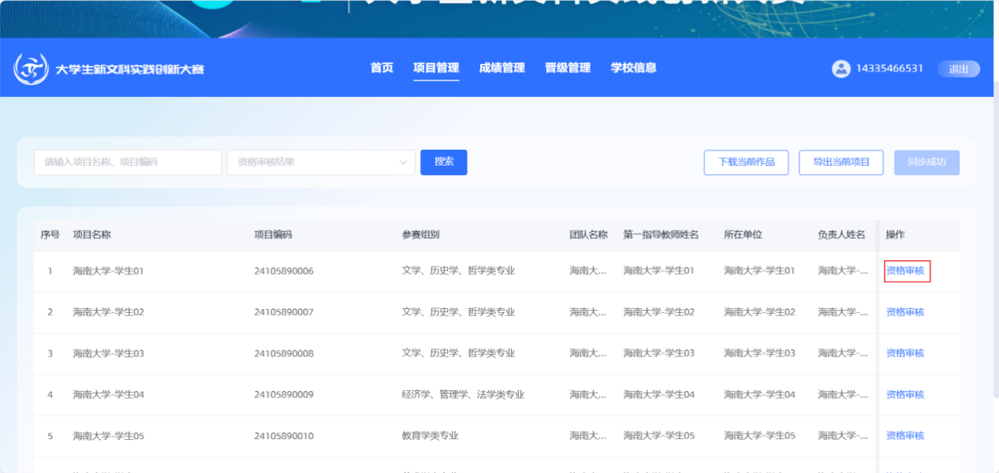 大学生新文科实践创新大赛
首页 项目管理 成绩管理 晋级管理 学校信息
14335466531 退出
请输入项目名称、项目编码 资格审核结果 搜索 下载当前作品 导出当前项目 同步成功
序号 项目名称 项目编码 参赛组别 团队名称 第一指导教师姓名 所在单位 负责人姓名 操作
1 海南大学-学生01 24105890006 文学、历史学、哲学类专业 海南大... 海南大学-学生01 海南大学-学生01 海南大学-... 资格审核
2 海南大学-学生02 24105890007 文学、历史学、哲学类专业 海南大... 海南大学-学生02 海南大学-学生02 海南大学-... 资格审核
3 海南大学-学生03 24105890008 文学、历史学、哲学类专业 海南大... 海南大学-学生03 海南大学-学生03 海南大学-... 资格审核
4 海南大学-学生04 24105890009 经济学、管理学、法学类专业 海南大... 海南大学-学生04 海南大学-学生04 海南大学-... 资格审核
5 海南大学-学生05 24105890010 教育学类专业 海南大... 海南大学-学生05 海南大学-学生05 海南大学-... 资格审核